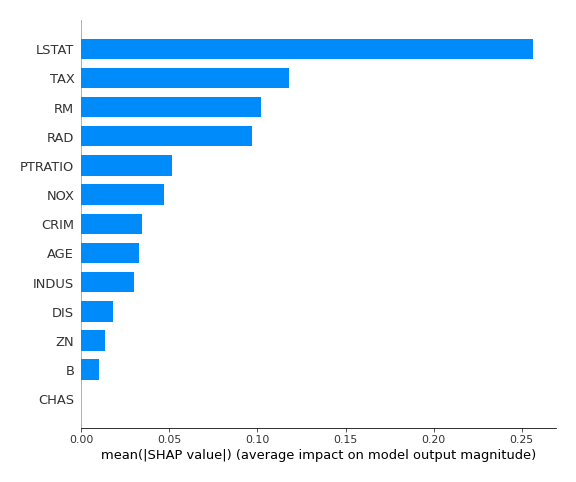 LSTAT
TAX
RM
RAD
PTRATIO
NOX
CRIM
AGE
INDUS
DIS
ZN
B
CHAS
0.00 0.05 0.10 0.15 0.20 0.25
mean(|SHAP value|) (average impact on model output magnitude)